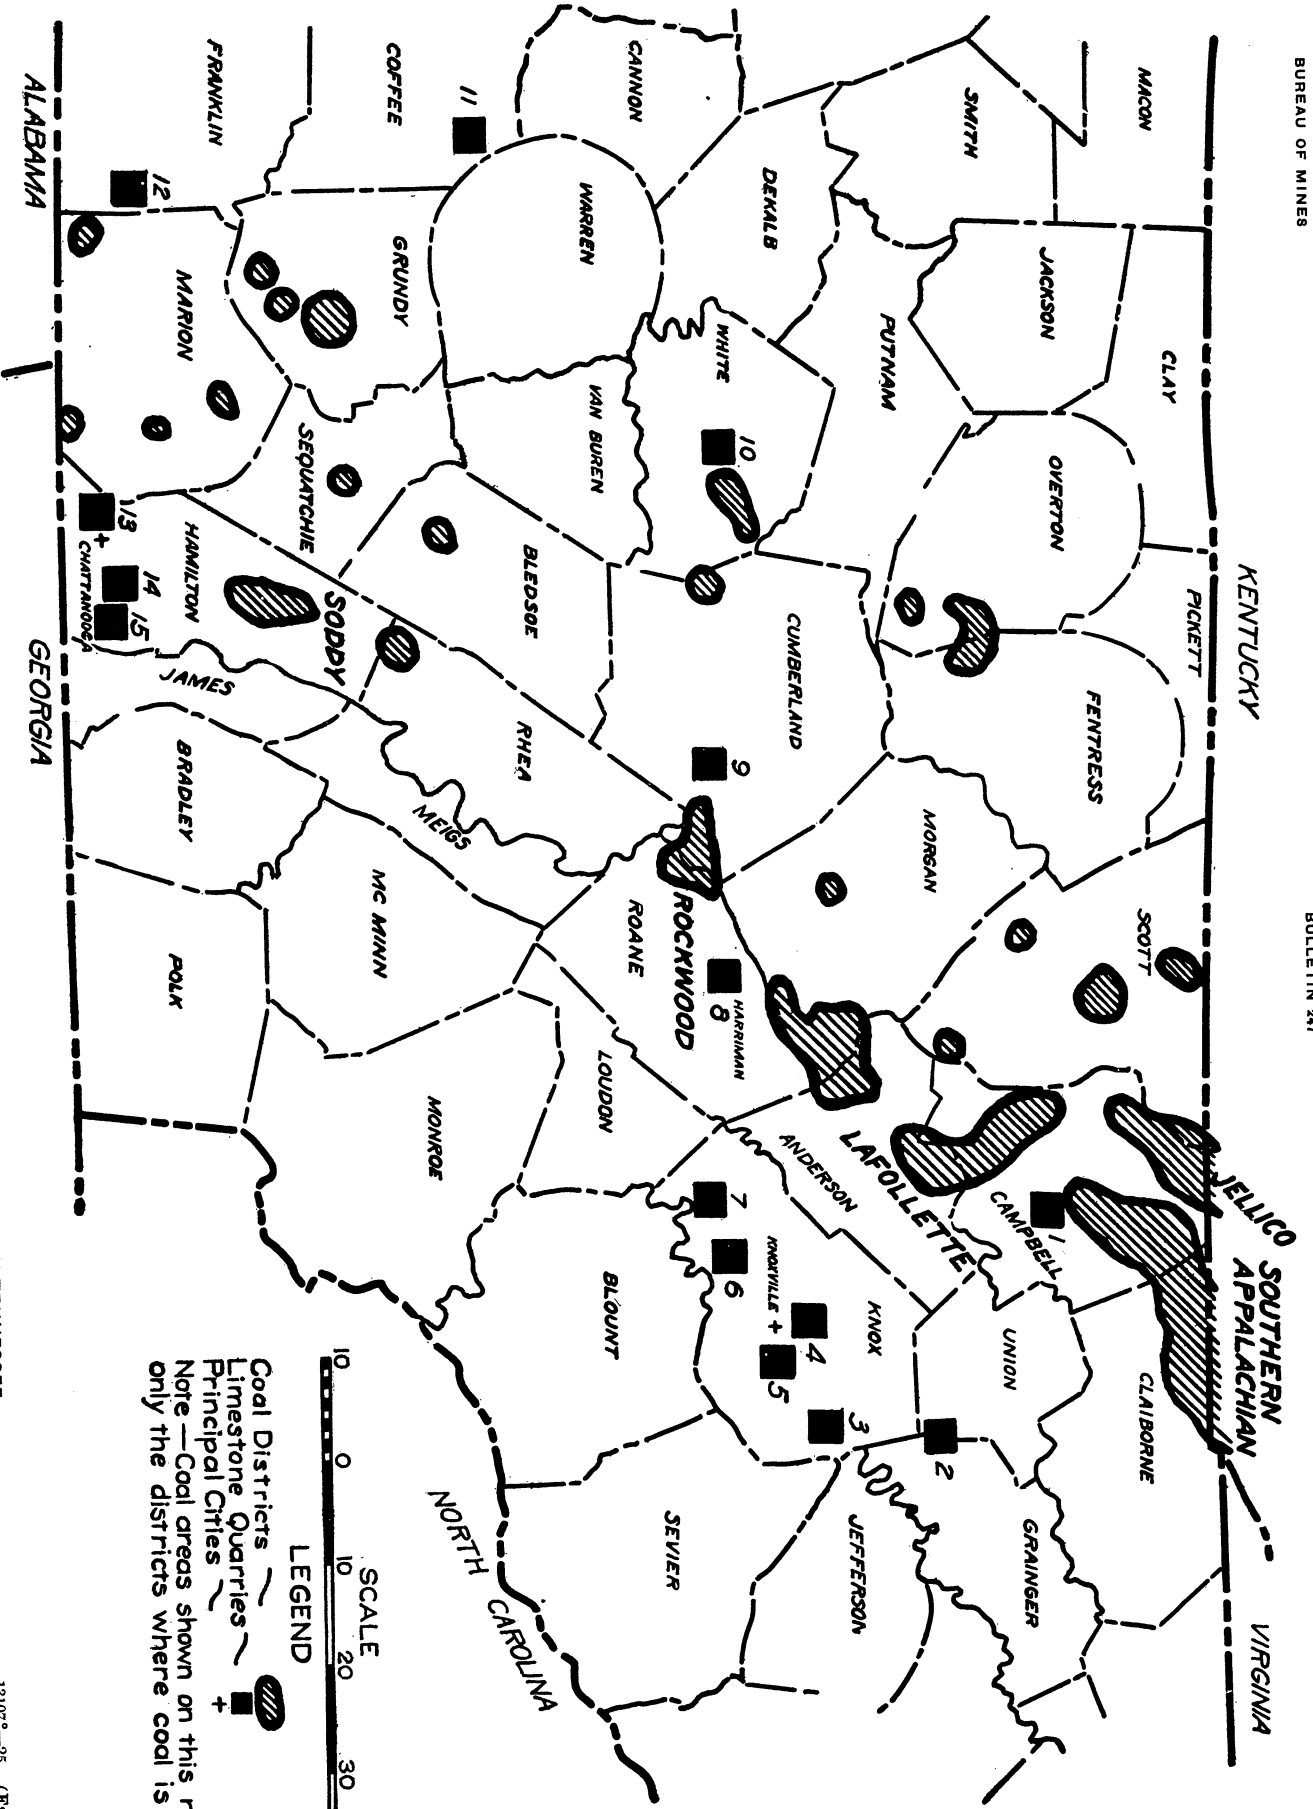 BUREAU OF MINES
KENTUCKY
VIRGINIA
MACON
CLAY
PICKETT
SCOTT
JELLICO
SOUTHERN
APPALACHIAN
CLAIBORNE
SMITH
JACKSON
OVERTON
FENTRESS
CAMPBELL
1
UNION
2
GRAINGER
PUTNAM
MORGAN
LAFOLLETTE
KNOX
3
JEFFERSON
DEKALB
CUMBERLAND
ANDERSON
KNOXVILLE +
4
5
WHITE
10
9
8
HARRIMAN
7
6
CANNON
WARREN
VAN BUREN
ROCKWOOD
ROANE
LOUDON
BLOUNT
SEVIER
COFFEE
11
GRUNDY
BLEDSOE
RHEA
MEIGS
MC MINN
MONROE
NORTH CAROLINA
FRANKLIN
12
MARION
SEQUATCHIE
SODDY
HAMILTON
13
+
CHATTANOOGA
14
15
JAMES
BRADLEY
POLK
ALABAMA
GEORGIA
SCALE
10 0 10 20 30
LEGEND
Coal Districts
Limestone Quarries
Principal Cities +
Note—Coal areas shown on this
only the districts where coal is